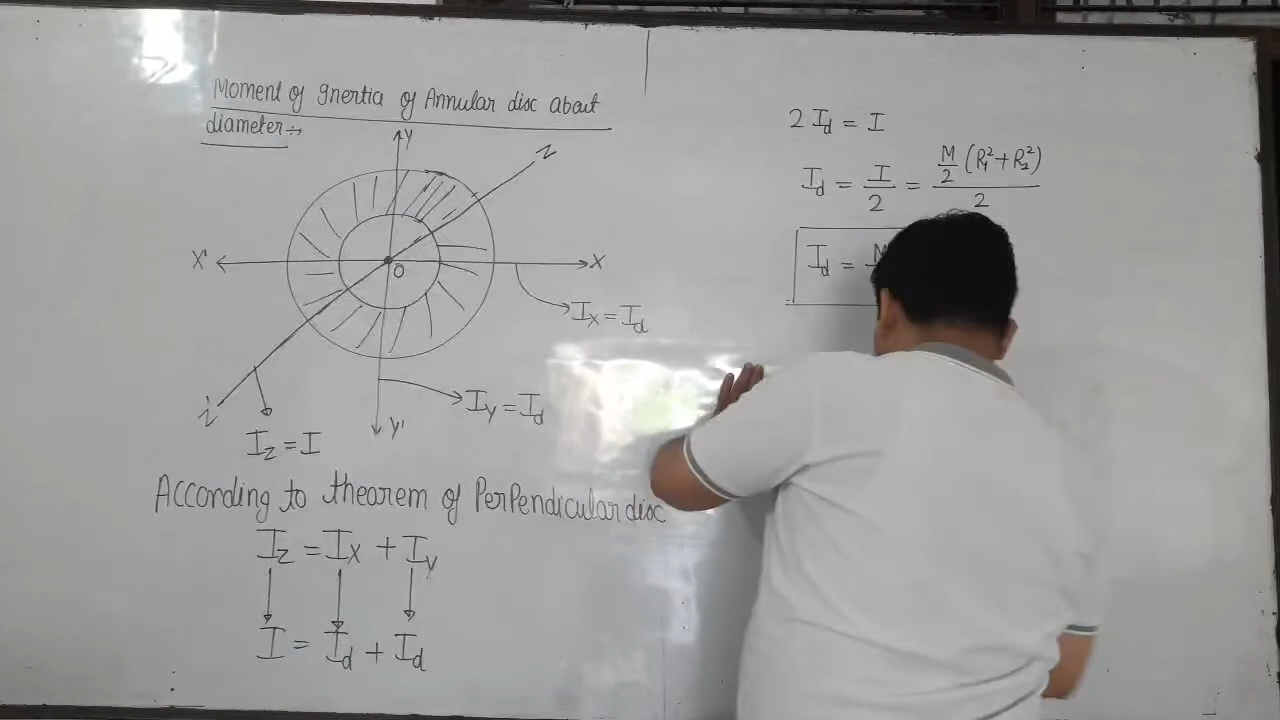 Moment of Inertia of Annular disc about
diameter :→
Y
Z
X'
O
X
Ix = Id
Iy = Id
Y'
Iz = I
According to theorem of Perpendicular disc
Iz = Ix + Iy
I = Id + Id
2 Id = I
Id = I/2 = M/2 (R₁² + R₂²) / 2
Id = M